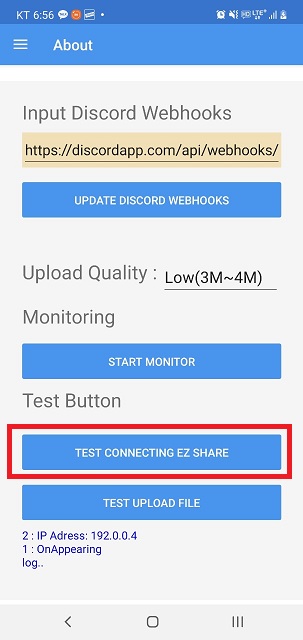 KT 6:56
About
Input Discord Webhooks
https://discordapp.com/api/webhooks/
UPDATE DISCORD WEBHOOKS
Upload Quality : Low(3M~4M)
Monitoring
START MONITOR
Test Button
TEST CONNECTING EZ SHARE
TEST UPLOAD FILE
2 : IP Adress: 192.0.0.4
1 : OnAppearing
log..